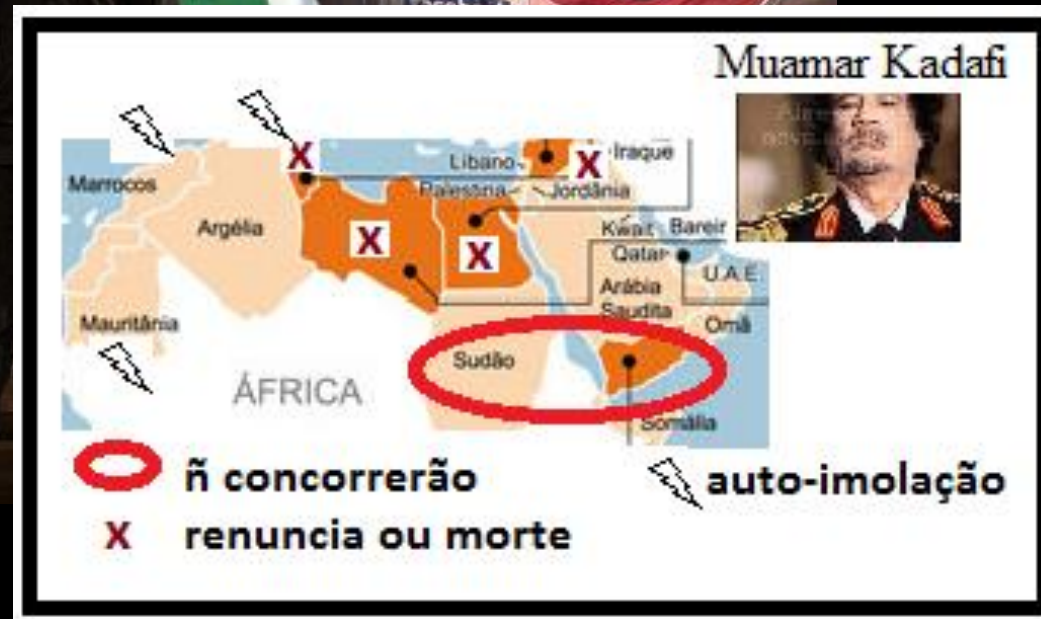 Muamar Kadafi
Líbano
Iraque
Marrocos
Palestina
Jordânia
Argélia
Kwait
Bareir
Qatar
U.A.E.
Arábia
Saudita
Omã
Mauritânia
Sudão
ÁFRICA
Somália
ñ concorrerão
auto-imolação
X renuncia ou morte